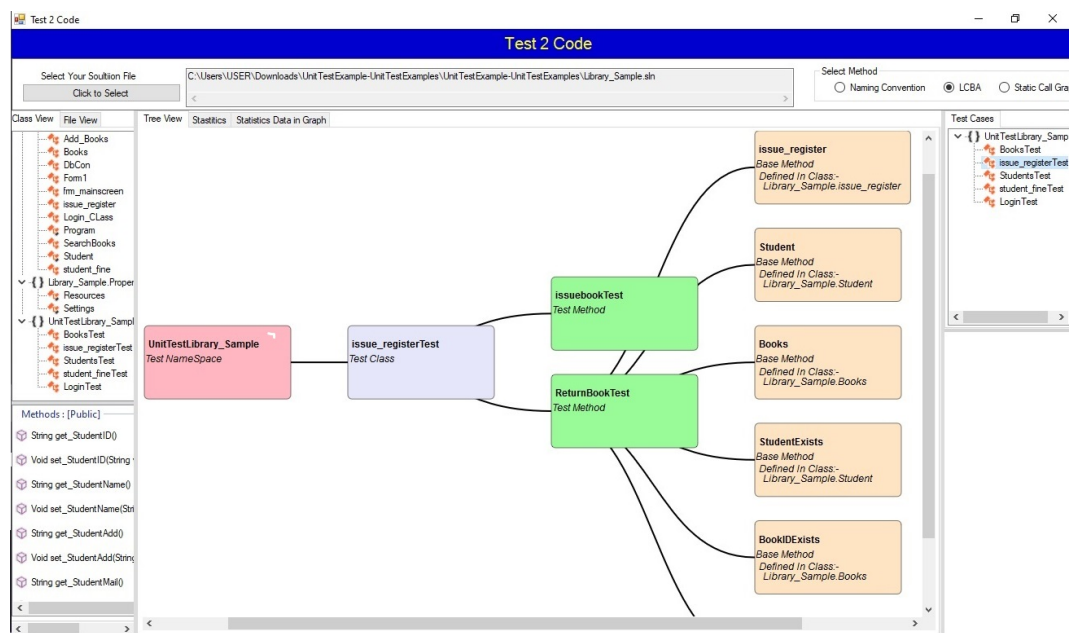 Test 2 Code
Test 2 Code
Select Your Soultion File
Click to Select
C:\Users\USER\Downloads\UnitTestExample-UnitTestExamples\UnitTestExample-UnitTestExamples\Library_Sample.sln
Select Method
Naming Convention
LCBA
Static Call Gra
Class View
File View
Add_Books
Books
DbCon
Form1
frm_mainscreen
issue_register
Login_CLass
Program
SearchBooks
Student
student_fine
Library_Sample.Proper
Resources
Settings
UnitTestLibrary_Sampl
BooksTest
issue_registerTest
StudentsTest
student_fineTest
LoginTest
Methods : [Public]
String get_StudentID()
Void set_StudentID(String
String get_StudentName()
Void set_StudentName(Stri
String get_StudentAdd()
Void set_StudentAdd(String
String get_StudentMail()
Tree View
Stastitics
Statistics Data in Graph
UnitTestLibrary_Sample
Test NameSpace
issue_registerTest
Test Class
issuebookTest
Test Method
ReturnBookTest
Test Method
issue_register
Base Method
Defined In Class:-
Library_Sample.issue_register
Student
Base Method
Defined In Class:-
Library_Sample.Student
Books
Base Method
Defined In Class:-
Library_Sample.Books
StudentExists
Base Method
Defined In Class:-
Library_Sample.Student
BookIDExists
Base Method
Defined In Class:-
Library_Sample.Books
Test Cases
UnitTestLibrary_Samp
BooksTest
issue_registerTest
StudentsTest
student_fineTest
LoginTest